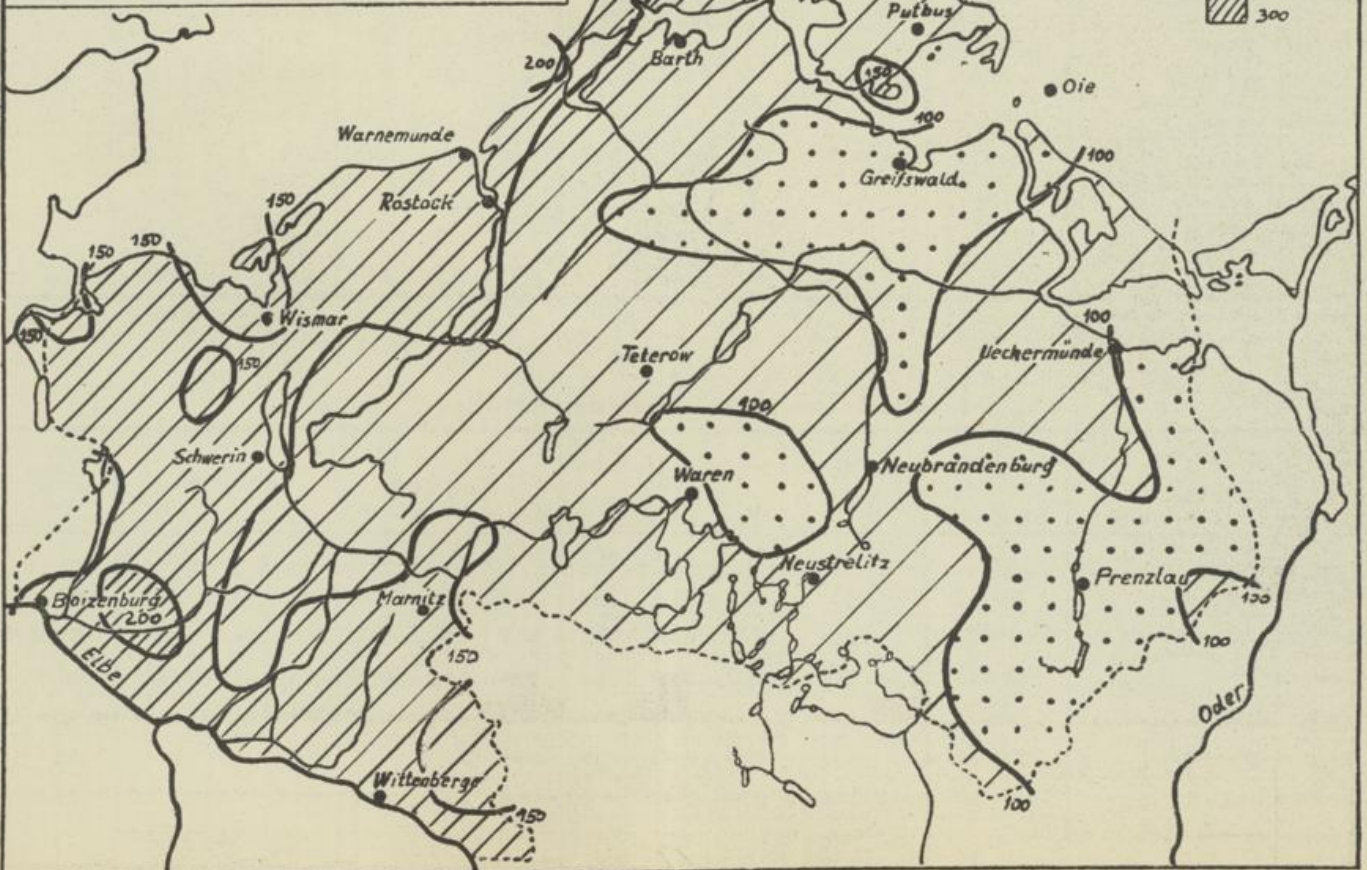 Putbus
300
200
Barth
150
Oie
100
Warnemunde
100
Greifswald
Rostock
150
150
150
150
Wismar
100
Teterow
Ueckermünde
150
100
Schwerin
Waren
Neubrandenburg
Neustrelitz
Prenzlau
Boizenburg
200
Marnitz
100
100
Elbe
150
Oder
Wittenberge
150
100